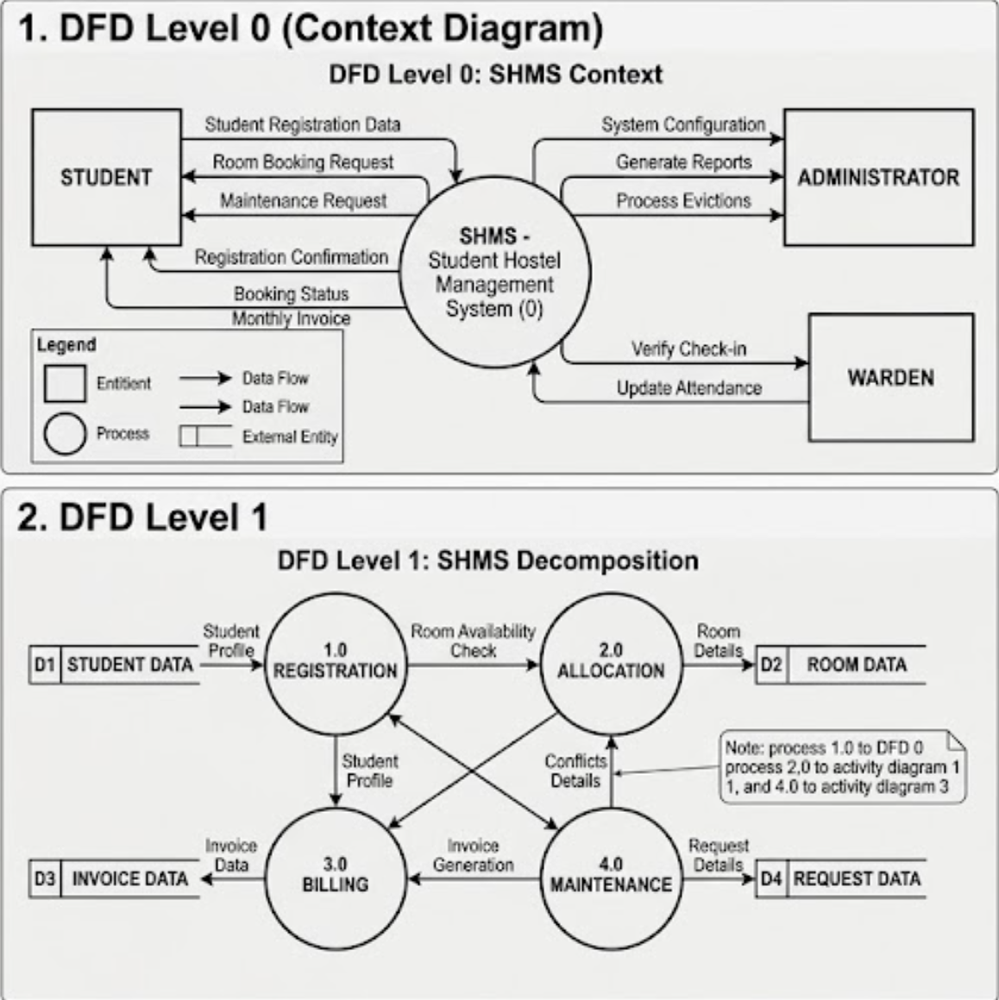 1. DFD Level 0 (Context Diagram)
DFD Level 0: SHMS Context
STUDENT
Student Registration Data
Room Booking Request
Maintenance Request
Registration Confirmation
Booking Status
Monthly Invoice
SHMS -
Student Hostel
Management
System (0)
System Configuration
Generate Reports
Process Evictions
ADMINISTRATOR
Verify Check-in
Update Attendance
WARDEN
Legend
Entitient
Data Flow
Data Flow
Process
External Entity
2. DFD Level 1
DFD Level 1: SHMS Decomposition
D1 STUDENT DATA
Student
Profile
1.0
REGISTRATION
Room Availability
Check
2.0
ALLOCATION
Room
Details
D2 ROOM DATA
Student
Profile
Conflicts
Details
Note: process 1.0 to DFD 0
process 2,0 to activity diagram 1
1, and 4.0 to activity diagram 3
D3 INVOICE DATA
Invoice
Data
3.0
BILLING
Invoice
Generation
4.0
MAINTENANCE
Request
Details
D4 REQUEST DATA